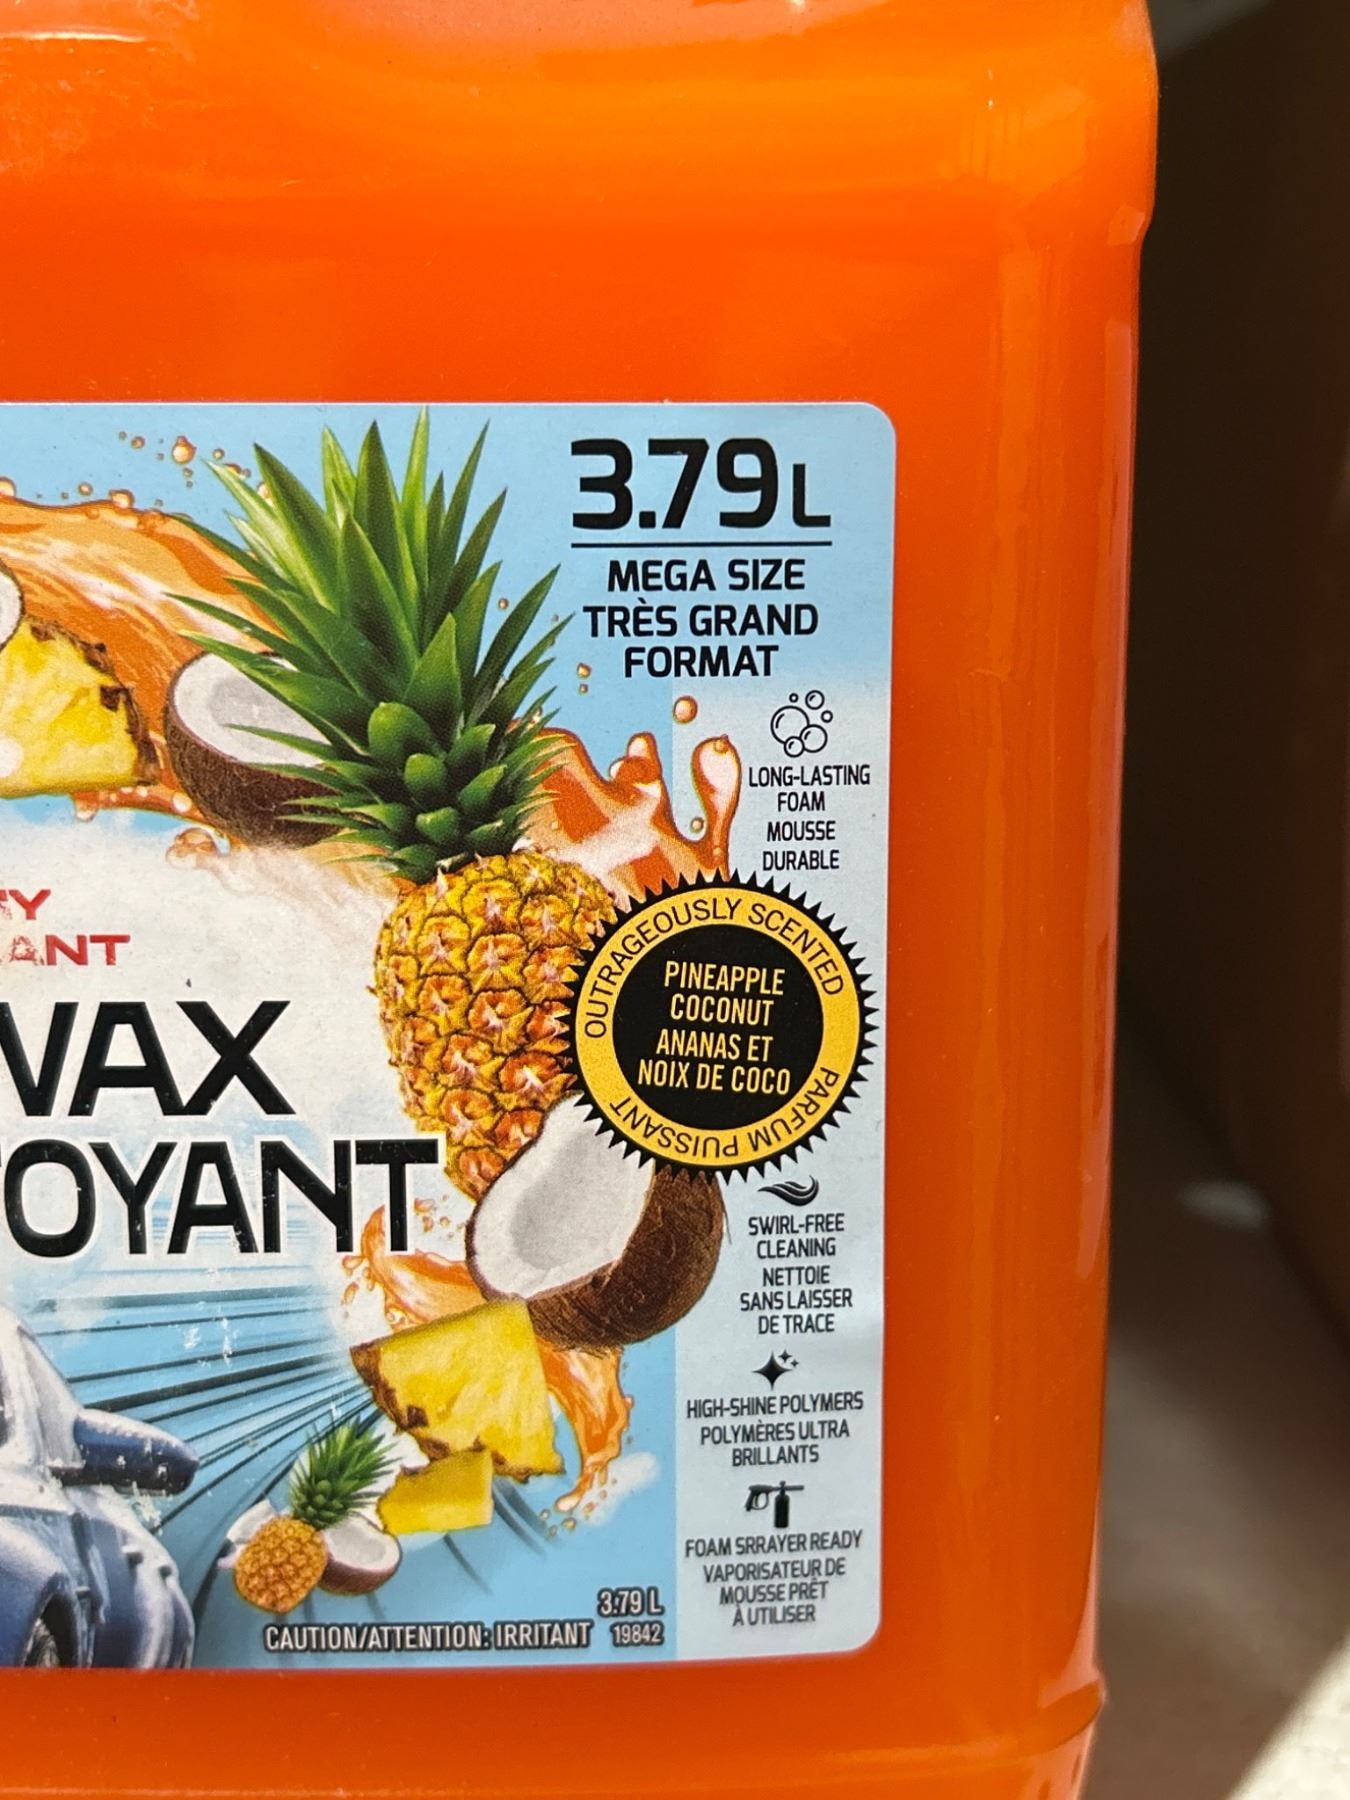 3.79L
MEGA SIZE
TRÈS GRAND
FORMAT
LONG-LASTING
FOAM
MOUSSE
DURABLE
OUTRAGEOUSLY SCENTED
PINEAPPLE
COCONUT
ANANAS ET
NOIX DE COCO
PARFUM PUISSANT
WAX
OYANT
SWIRL-FREE
CLEANING
NETTOIE
SANS LAISSER
DE TRACE
HIGH-SHINE POLYMERS
POLYMÈRES ULTRA
BRILLANTS
FOAM SRRAYER READY
VAPORISATEUR DE
MOUSSE PRÊT
À UTILISER
3.79 L
CAUTION/ATTENTION: IRRITANT 19842